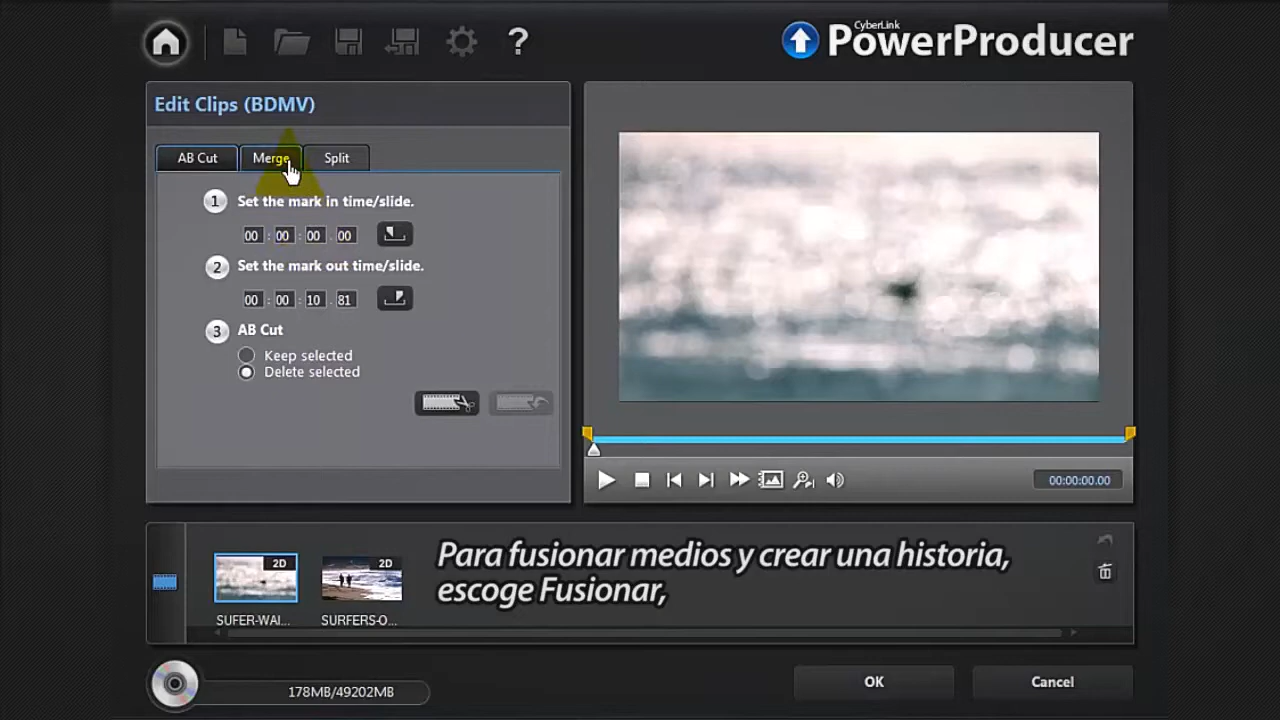 CyberLink
PowerProducer
Edit Clips (BDMV)
AB Cut
Merge
Split
1 Set the mark in time/slide.
00 : 00 : 00 . 00
2 Set the mark out time/slide.
00 : 00 : 10 . 81
3 AB Cut
Keep selected
Delete selected
00:00:00.00
2D
2D
SUFER-WAI...
SURFERS-O...
Para fusionar medios y crear una historia,
escoge Fusionar,
178MB/49202MB
OK
Cancel